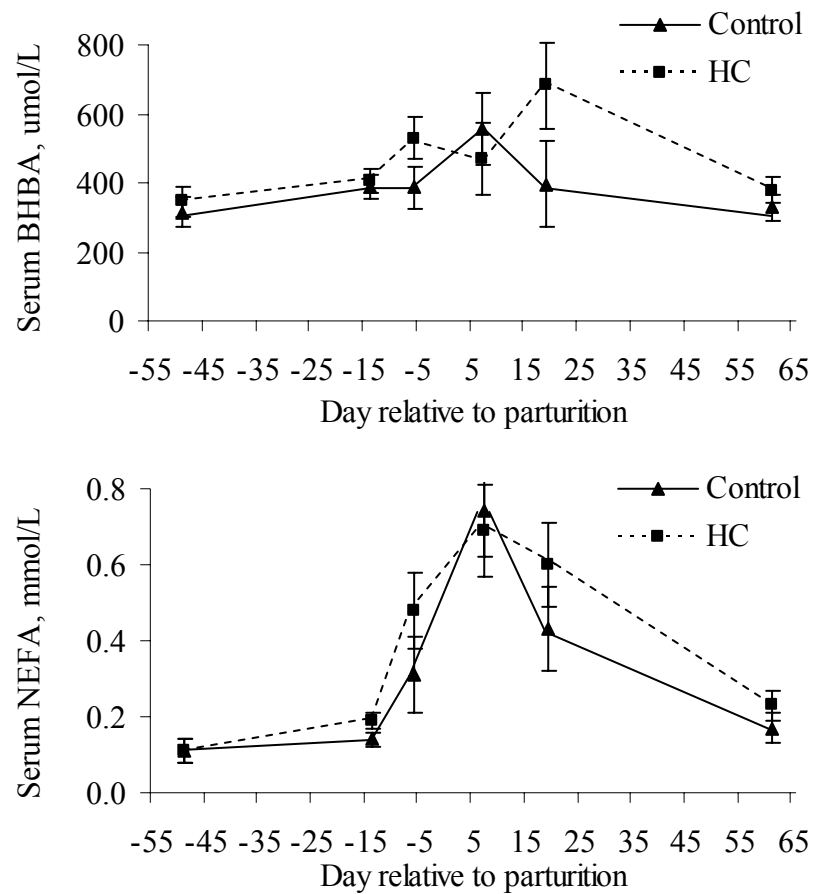 Control
HC
Serum BHBA, umol/L
800
600
400
200
0
-55 -45 -35 -25 -15 -5 5 15 25 35 45 55 65
Day relative to parturition
Control
HC
Serum NEFA, mmol/L
0.8
0.6
0.4
0.2
0.0
-55 -45 -35 -25 -15 -5 5 15 25 35 45 55 65
Day relative to parturition